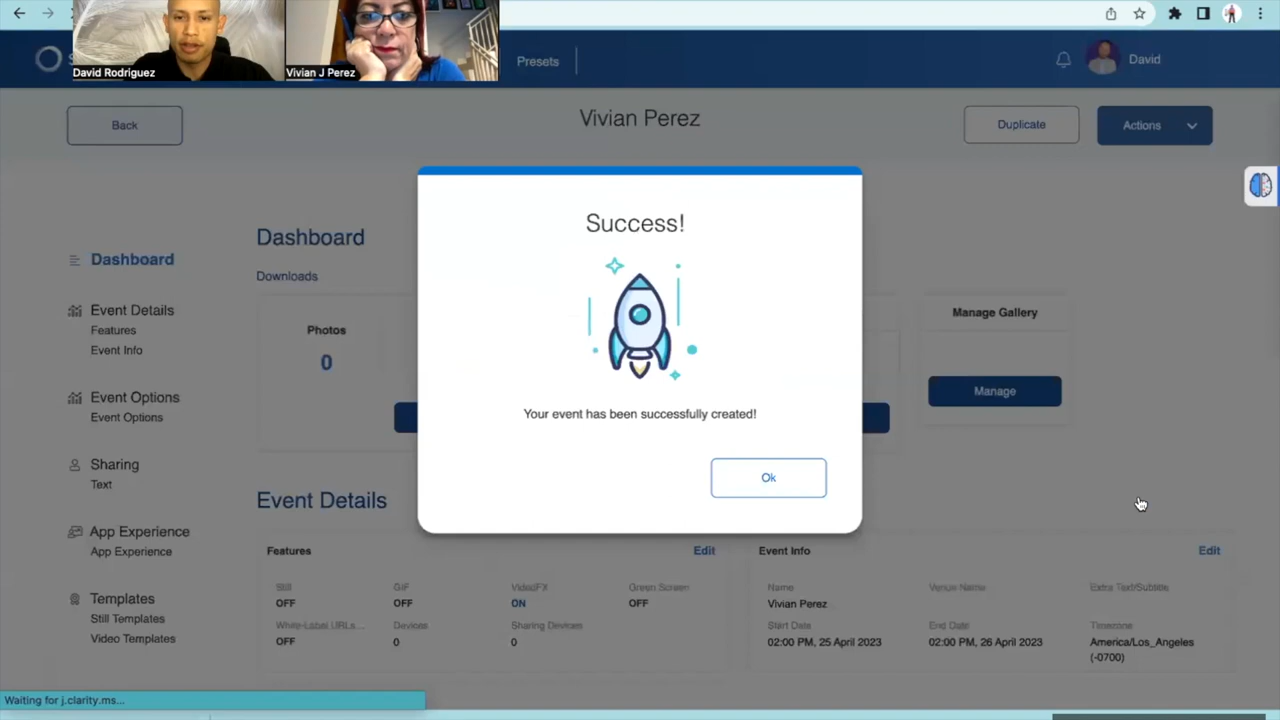 David Rodriguez
Vivian J Perez
Presets
David
Back
Vivian Perez
Duplicate
Actions
Success!
Your event has been successfully created!
Ok
Dashboard
Event Details
Features
Event Info
Event Options
Event Options
Sharing
Text
App Experience
App Experience
Templates
Still Templates
Video Templates
Dashboard
Downloads
Photos
0
Manage Gallery
Manage
Event Details
Features
Edit
Still
GIF
VideoFX
Green Screen
OFF
OFF
ON
OFF
White-Label URLs...
Devices
Sharing Devices
OFF
0
0
Event Info
Edit
Name
Venue Name
Extra Text/Subtitle
Vivian Perez
Start Date
End Date
Timezone
02:00 PM, 25 April 2023
02:00 PM, 26 April 2023
America/Los_Angeles
(-0700)
Waiting for j.clarity.ms...